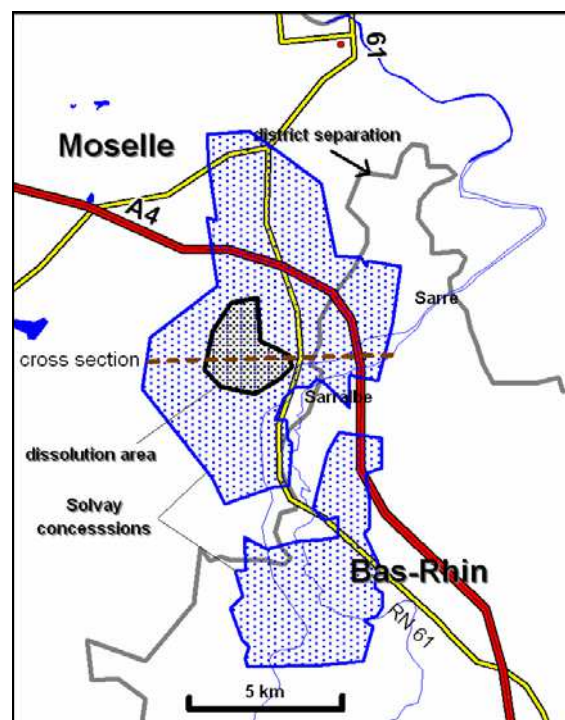 61
district separation
Moselle
A4
Sarre
cross section
Sarralbe
dissolution area
Solvay
concesssions
Bas-Rhin
RN 61
5 km